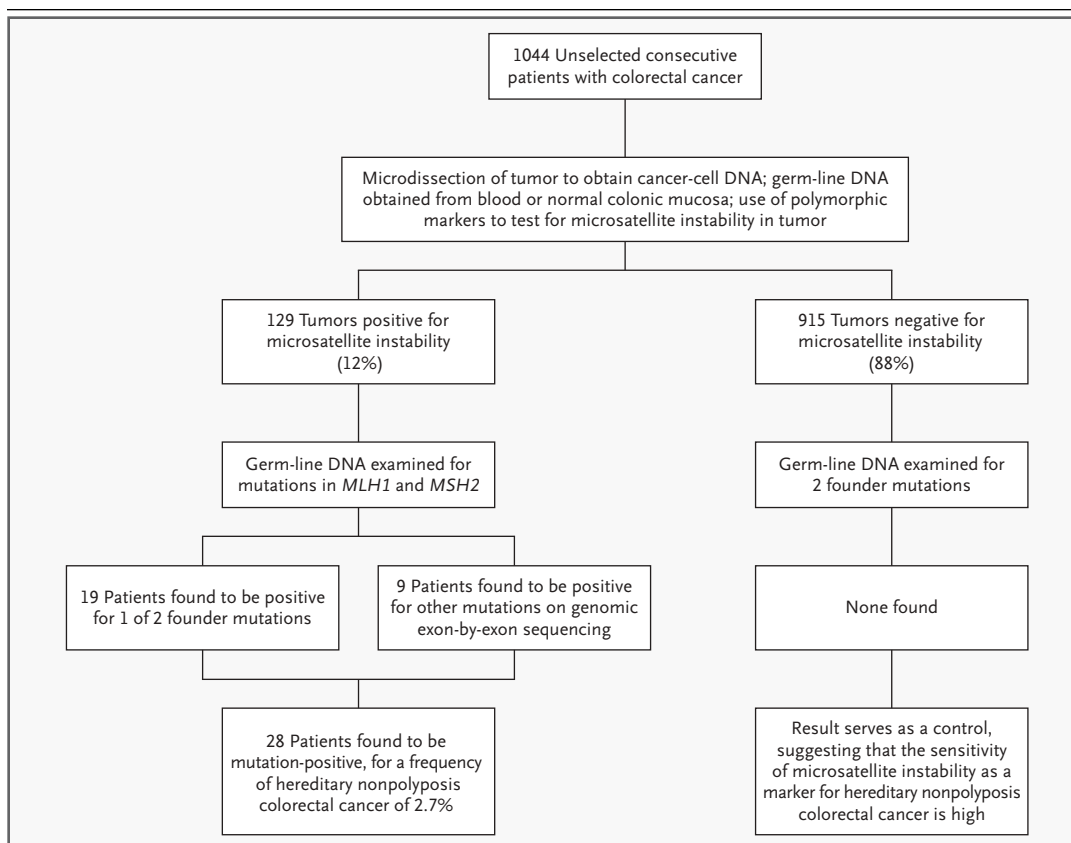 1044 Unselected consecutive
patients with colorectal cancer
Microdissection of tumor to obtain cancer-cell DNA; germ-line DNA
obtained from blood or normal colonic mucosa; use of polymorphic
markers to test for microsatellite instability in tumor
129 Tumors positive for
microsatellite instability
(12%)
915 Tumors negative for
microsatellite instability
(88%)
Germ-line DNA examined for
mutations in MLH1 and MSH2
Germ-line DNA examined for
2 founder mutations
19 Patients found to be positive
for 1 of 2 founder mutations
9 Patients found to be positive
for other mutations on genomic
exon-by-exon sequencing
None found
28 Patients found to be
mutation-positive, for a frequency
of hereditary nonpolyposis
colorectal cancer of 2.7%
Result serves as a control,
suggesting that the sensitivity
of microsatellite instability as a
marker for hereditary nonpolyposis
colorectal cancer is high